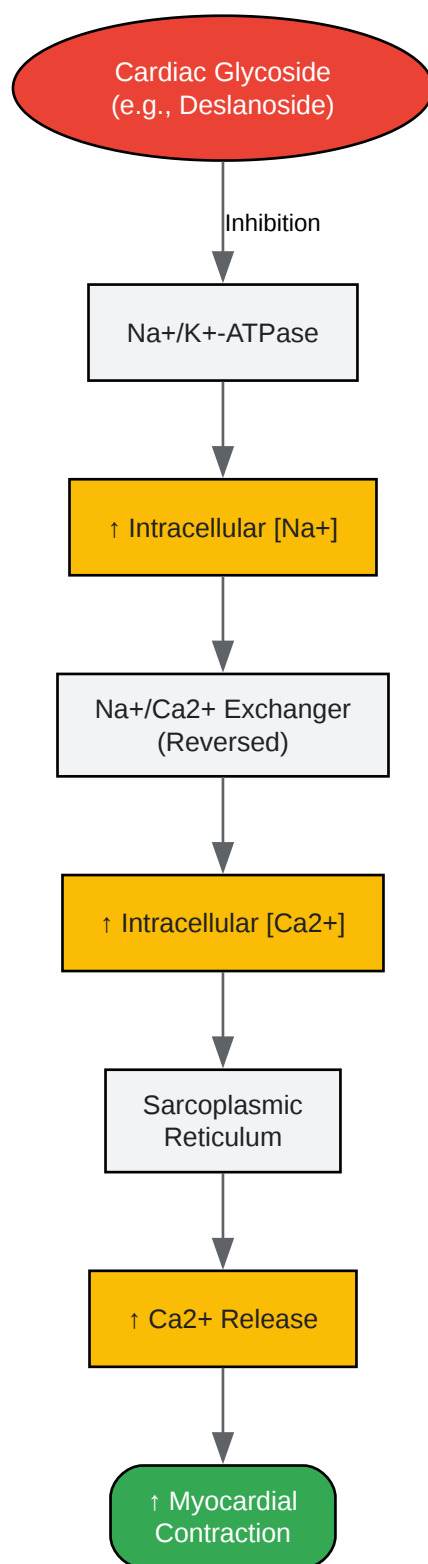 Cardiac Glycoside
(e.g., Deslanoside)
Inhibition
Na+/K+-ATPase
↑ Intracellular [Na+]
Na+/Ca2+ Exchanger
(Reversed)
↑ Intracellular [Ca2+]
Sarcoplasmic
Reticulum
↑ Ca2+ Release
↑ Myocardial
Contraction